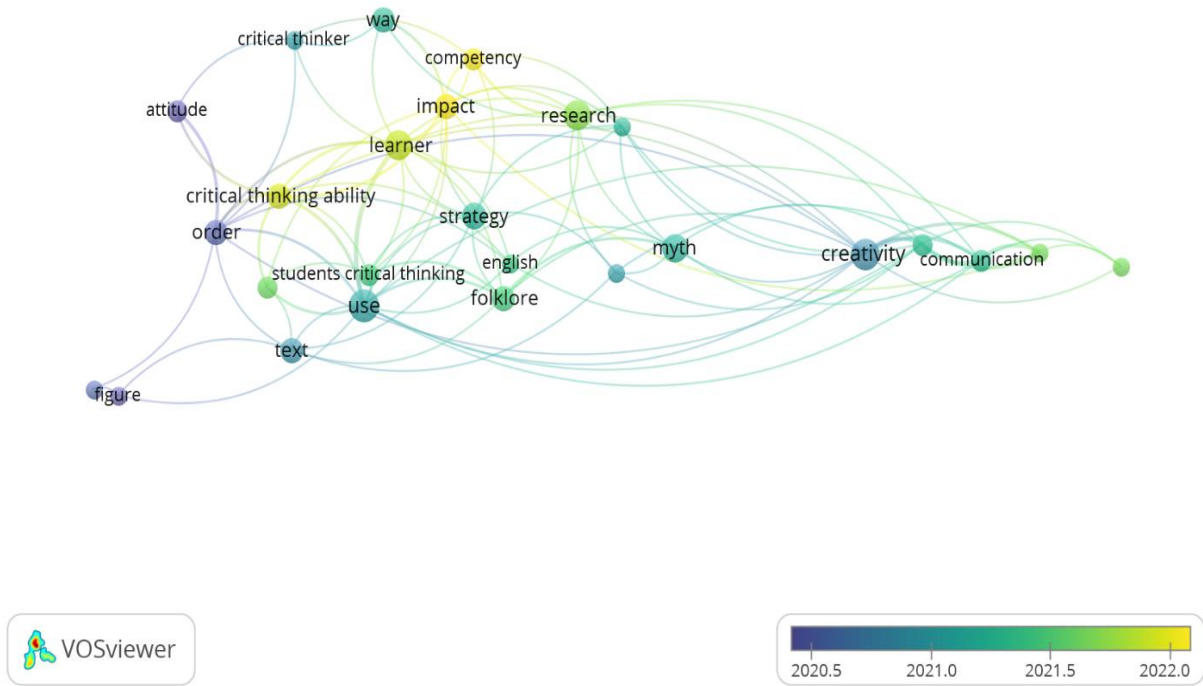 way
critical thinker
competency
attitude
impact
research
learner
critical thinking ability
strategy
order
myth
creativity
english
communication
students critical thinking
folklore
use
text
figure
VOSviewer
2020.5 2021.0 2021.5 2022.0